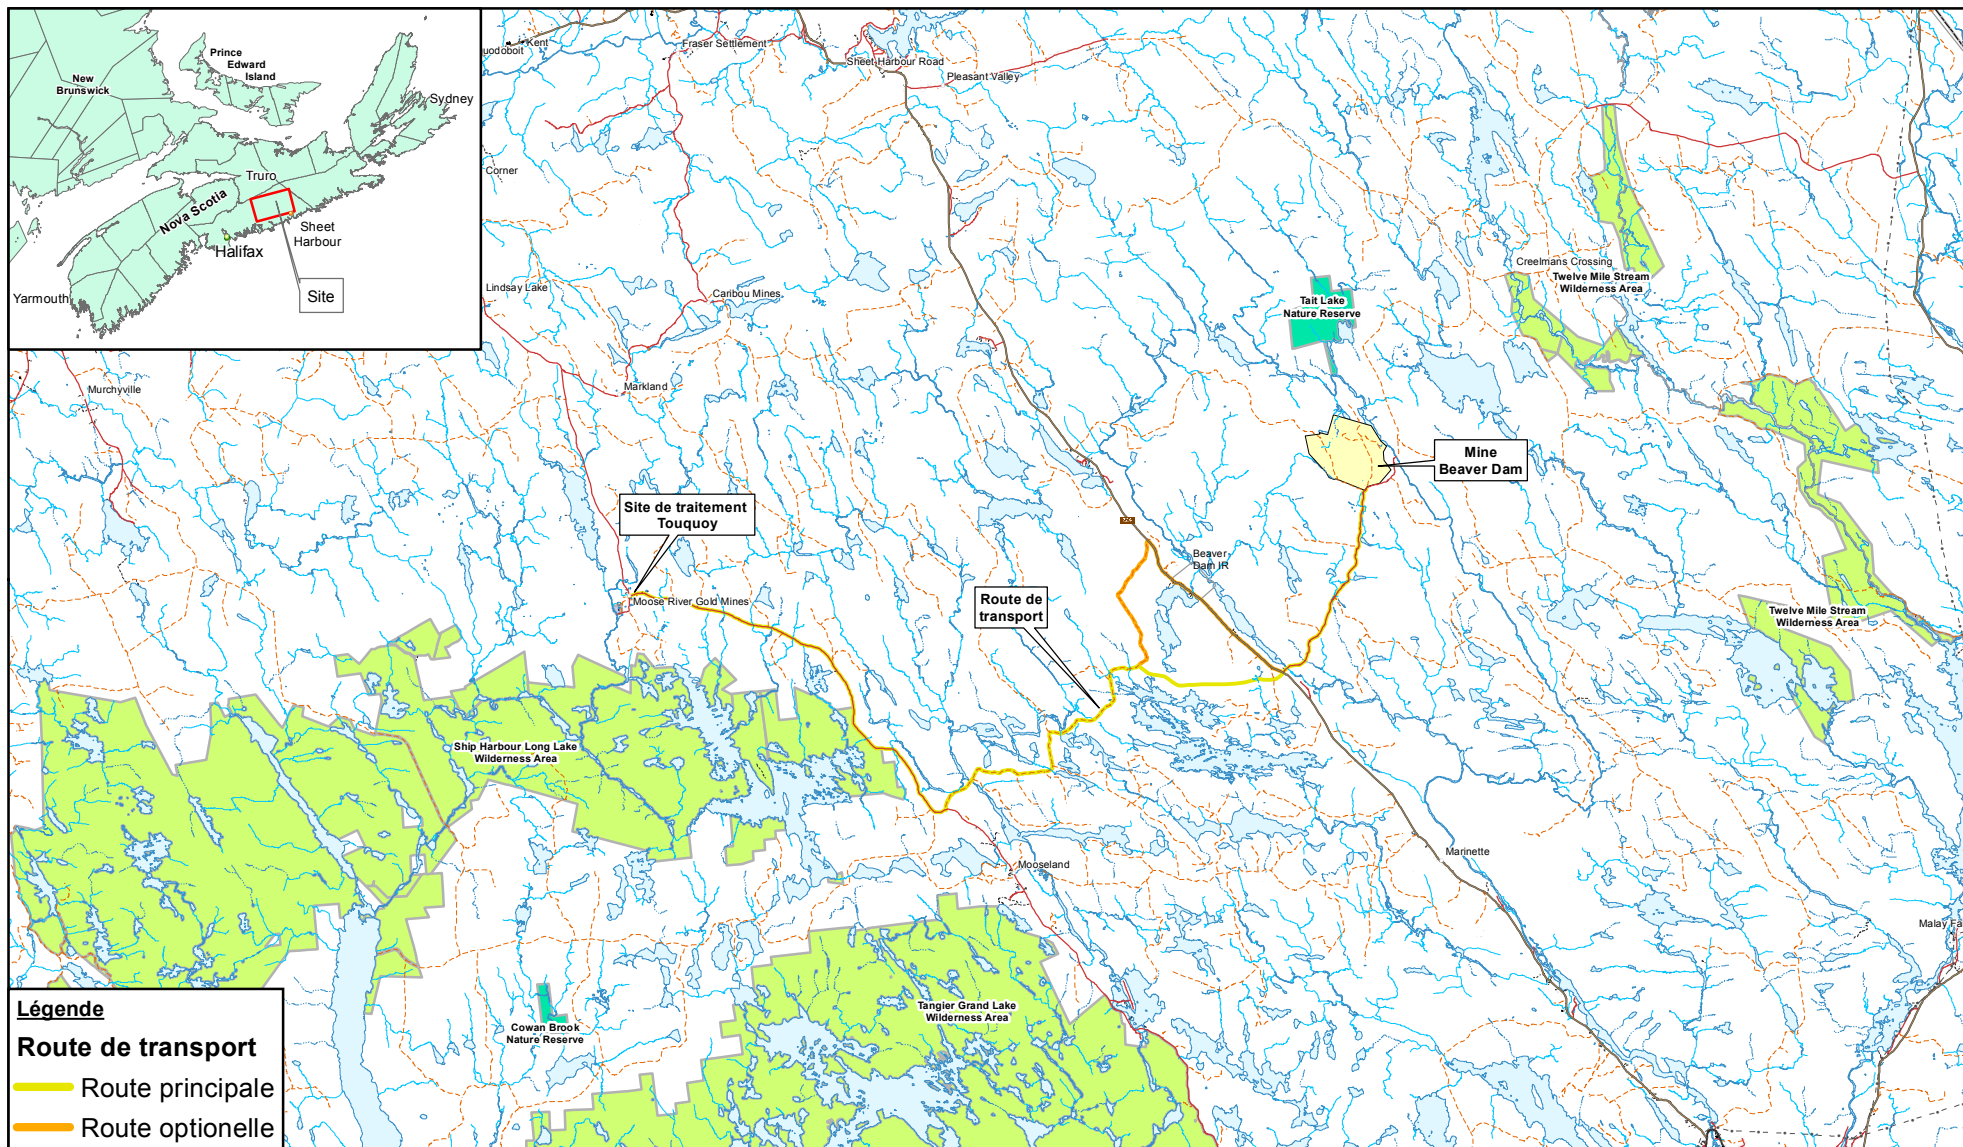 New
Brunswick
Prince
Edward
Island
Sydney
Truro
Nova Scotia
Sheet
Harbour
Halifax
Yarmouth
Site
uodoboit
Kent
Fraser Settlement
Sheet Harbour Road
Pleasant Valley
Corner
Lindsay Lake
Caribou Mines
Markland
Murchyville
Creelmans Crossing
Twelve Mile Stream
Wilderness Area
Tait Lake
Nature Reserve
Mine
Beaver Dam
Site de traitement
Touquoy
224
Beaver
Dam IR
Moose River Gold Mines
Route de
transport
Twelve Mile Stream
Wilderness Area
Ship Harbour Long Lake
Wilderness Area
Mooseland
Marinette
Malay Fa
Tangier Grand Lake
Wilderness Area
Cowan Brook
Nature Reserve
Légende
Route de transport
Route principale
Route optionelle